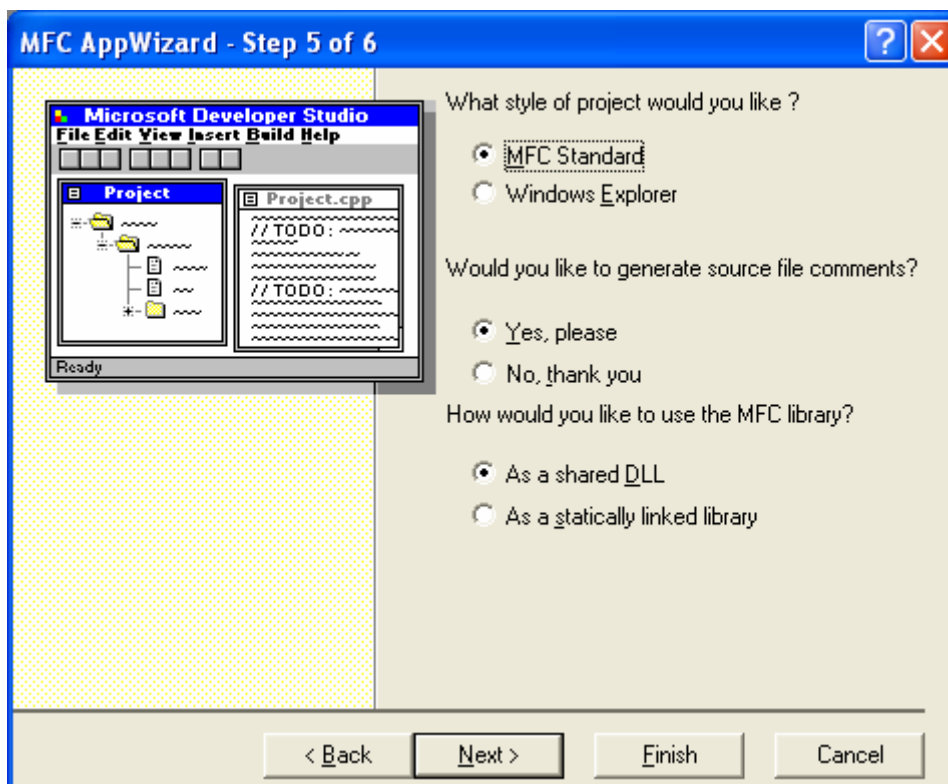 MFC AppWizard - Step 5 of 6
Microsoft Developer Studio
File Edit View Insert Build Help
Project
Project.cpp
//TODO:
//TODO:
Ready
What style of project would you like ?
MFC Standard
Windows Explorer
Would you like to generate source file comments?
Yes, please
No, thank you
How would you like to use the MFC library?
As a shared DLL
As a statically linked library
< Back
Next >
Finish
Cancel